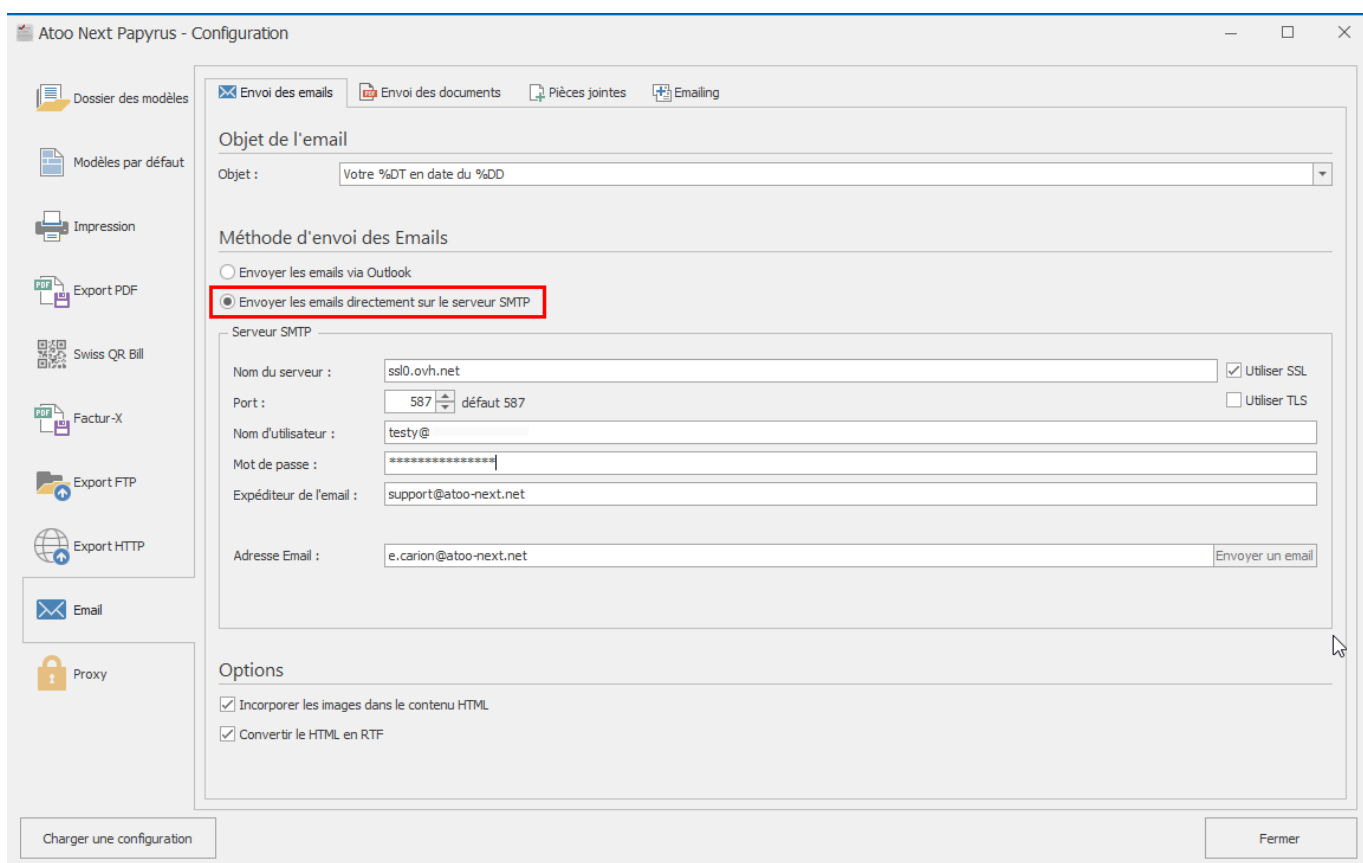 Atoo Next Papyrus - Configuration
Dossier des modèles
Modèles par défaut
Impression
Export PDF
Swiss QR Bill
Factur-X
Export FTP
Export HTTP
Email
Proxy
Envoi des emails
Envoi des documents
Pièces jointes
Emailing
Objet de l'email
Objet : Votre %DT en date du %DD
Méthode d'envoi des Emails
Envoyer les emails via Outlook
Envoyer les emails directement sur le serveur SMTP
Serveur SMTP
Nom du serveur : ssl0.ovh.net Utiliser SSL
Port : 587 défaut 587 Utiliser TLS
Nom d'utilisateur : testy@
Mot de passe : ***************
Expéditeur de l'email : support@atoo-next.net
Adresse Email : e.carion@atoo-next.net Envoyer un email
Options
Incorporer les images dans le contenu HTML
Convertir le HTML en RTF
Charger une configuration
Fermer